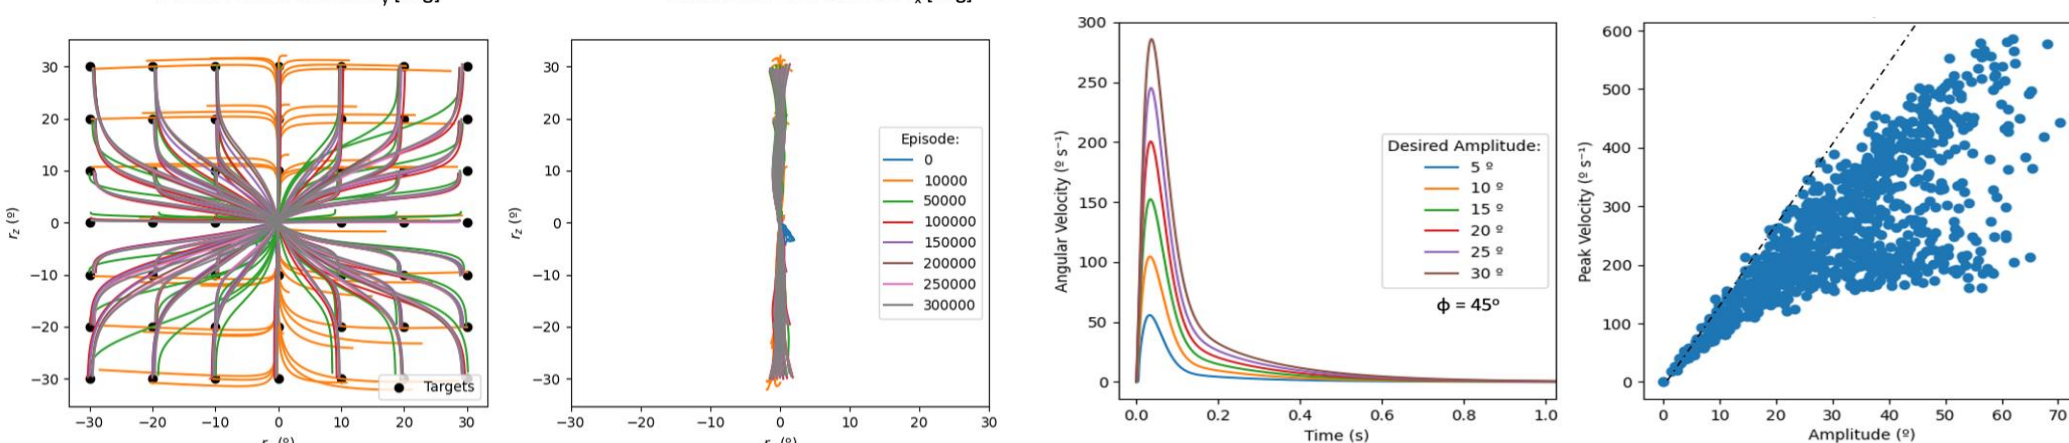 30
20
10
0
−10
−20
−30
r_z (º)
−30 −20 −10 0 10 20 30
Targets
30
20
10
0
−10
−20
−30
r_z (º)
−30 −20 −10 0 10 20 30
Episode:
0
10000
50000
100000
150000
200000
250000
300000
300
250
200
150
100
50
0
Angular Velocity (º s⁻¹)
0.0 0.2 0.4 0.6 0.8 1.0
Time (s)
Desired Amplitude:
5 º
10 º
15 º
20 º
25 º
30 º
ϕ = 45º
600
500
400
300
200
100
0
Peak Velocity (º s⁻¹)
0 10 20 30 40 50 60 70
Amplitude (º)